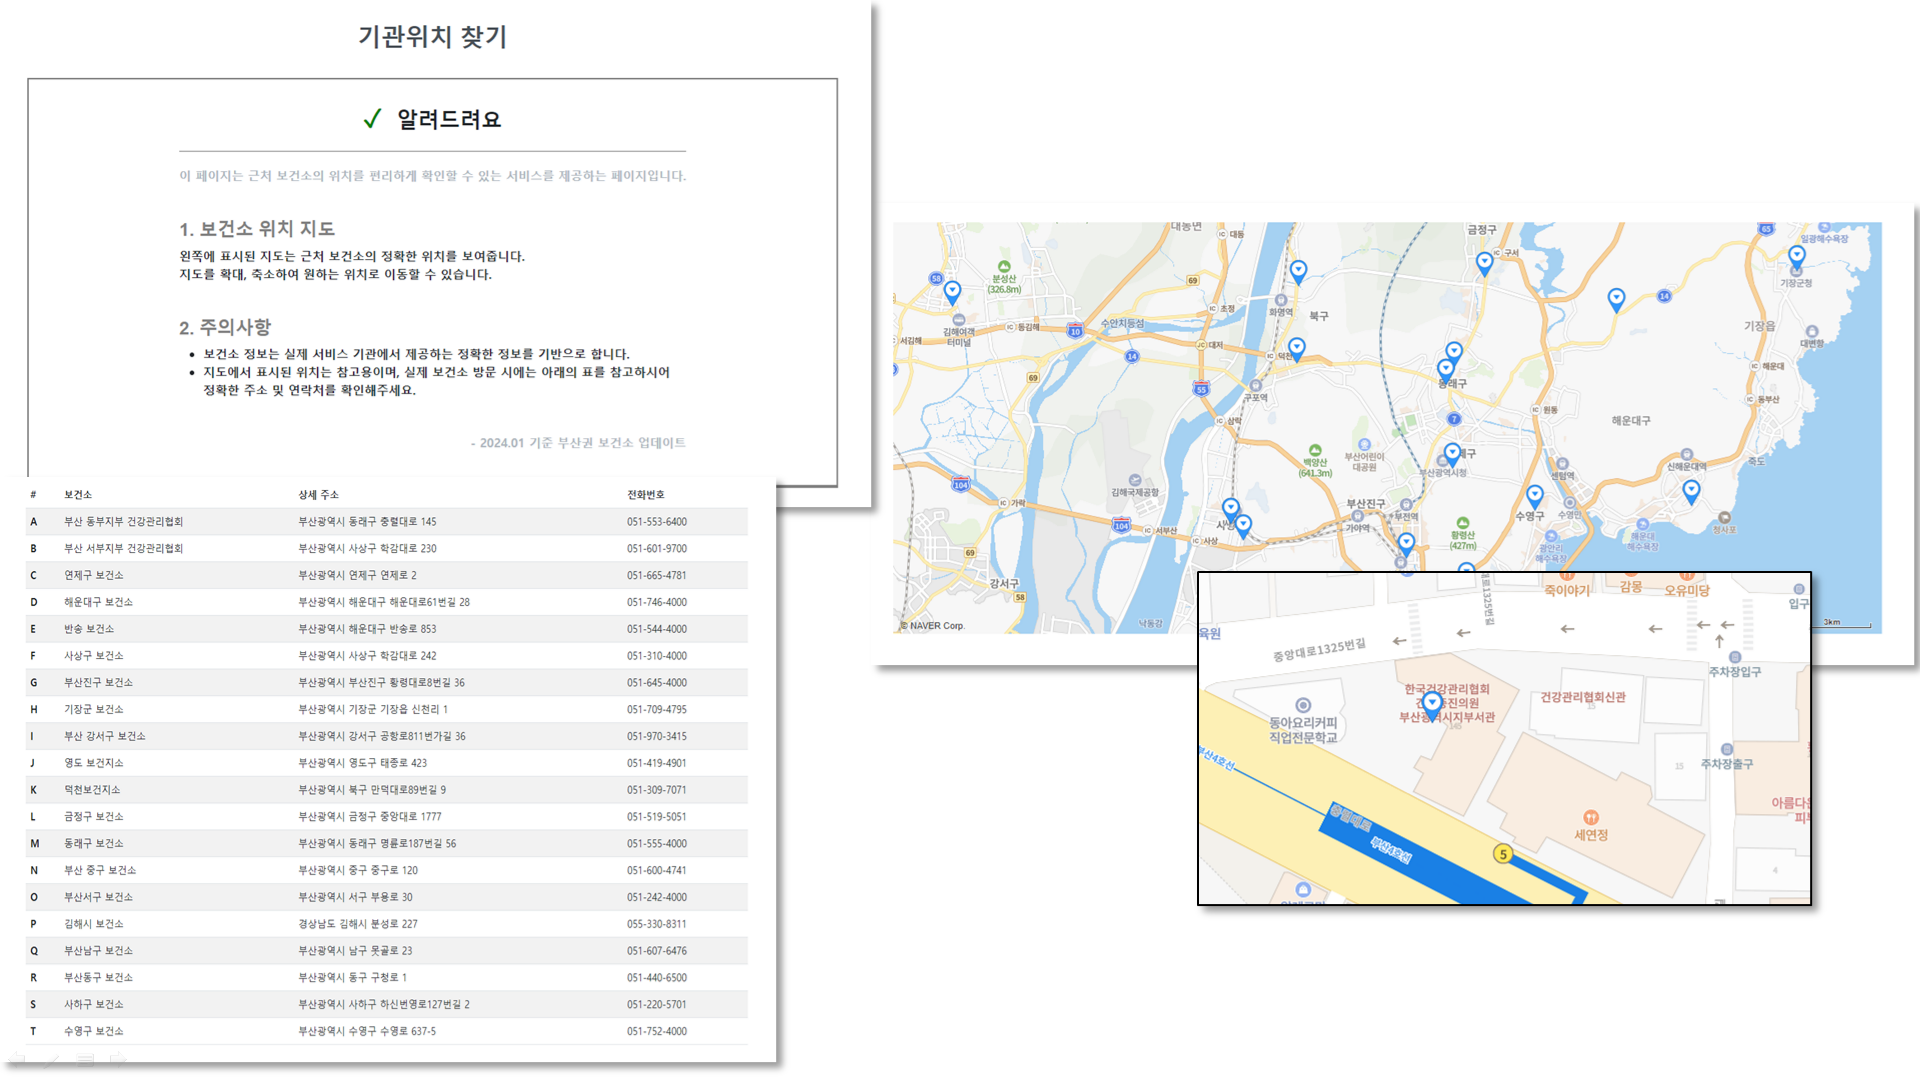 기관위치 찾기
✓ 알려드려요
이 페이지는 근처 보건소의 위치를 편리하게 확인할 수 있는 서비스를 제공하는 페이지입니다.
1. 보건소 위치 지도
왼쪽에 표시된 지도는 근처 보건소의 정확한 위치를 보여줍니다.
지도를 확대, 축소하여 원하는 위치로 이동할 수 있습니다.
2. 주의사항
• 보건소 정보는 실제 서비스 기관에서 제공하는 정확한 정보를 기반으로 합니다.
• 지도에서 표시된 위치는 참고용이며, 실제 보건소 방문 시에는 아래의 표를 참고하시어
정확한 주소 및 연락처를 확인해주세요.
- 2024.01 기준 부산권 보건소 업데이트
# 보건소 상세 주소 전화번호
A 부산 동부지부 건강관리협회 부산광역시 동래구 충렬대로 145 051-553-6400
B 부산 서부지부 건강관리협회 부산광역시 사상구 학감대로 230 051-601-9700
C 연제구 보건소 부산광역시 연제구 연제로 2 051-665-4781
D 해운대구 보건소 부산광역시 해운대구 해운대로61번길 28 051-746-4000
E 반송 보건소 부산광역시 해운대구 반송로 853 051-544-4000
F 사상구 보건소 부산광역시 사상구 학감대로 242 051-310-4000
G 부산진구 보건소 부산광역시 부산진구 황령대로8번길 36 051-645-4000
H 기장군 보건소 부산광역시 기장군 기장읍 신천리 1 051-709-4795
I 부산 강서구 보건소 부산광역시 강서구 공항로811번가길 36 051-970-3415
J 영도 보건지소 부산광역시 영도구 태종로 423 051-419-4901
K 덕천보건지소 부산광역시 북구 만덕대로89번길 9 051-309-7071
L 금정구 보건소 부산광역시 금정구 중앙대로 1777 051-519-5051
M 동래구 보건소 부산광역시 동래구 명륜로187번길 56 051-555-4000
N 부산 중구 보건소 부산광역시 중구 중구로 120 051-600-4741
O 부산서구 보건소 부산광역시 서구 부용로 30 051-242-4000
P 김해시 보건소 경상남도 김해시 분성로 227 055-330-8311
Q 부산남구 보건소 부산광역시 남구 못골로 23 051-607-6476
R 부산동구 보건소 부산광역시 동구 구청로 1 051-440-6500
S 사하구 보건소 부산광역시 사하구 하신번영로127번길 2 051-220-5701
T 수영구 보건소 부산광역시 수영구 수영로 637-5 051-752-4000
대동면
IC 대동
금정구
IC 구서
65
일광해수욕장
58
분성산
(326.8m)
69
기장군청
14
김해여객
터미널
IC 동김해
10
수안치등섬
IC 초정
화명역
북구
기장읍
대변항
서김해
14
JC 대저
IC 덕천
동래구
IC 해운대
69
55
구포역
IC 동부산
7
IC 원동
해운대구
IC 삼락
백양산
(641.3m)
부산어린이
대공원
부산광역시청
센텀역
신해운대역
죽도
104
김해국제공항
IC 가락
부산진구
부전역
가야역
수영구
수영만
청사포
104
IC 서부산
IC 사상
황령산
(427m)
광안리
해수욕장
해운대
해수욕장
69
강서구
58
© NAVER Corp.
낙동강
3km
죽이야기
감몽
오유미당
입구
육원
중앙대로1325번길
주차장입구
한국건강관리협회
부산광역시지부서관
145
건강관리협회신관
15
동아요리커피
직업전문학교
부산4호선
15
주차장출구
충렬대로
부산4호선
세연정
5
4